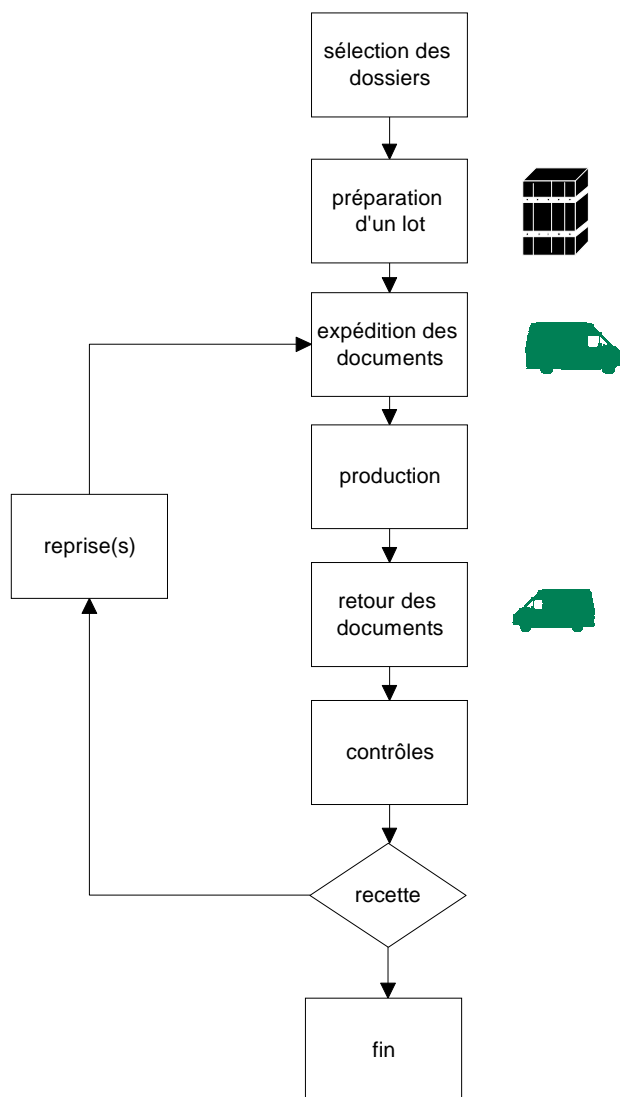 sélection des
dossiers
préparation
d'un lot
expédition des
documents
production
reprise(s)
retour des
documents
contrôles
recette
fin